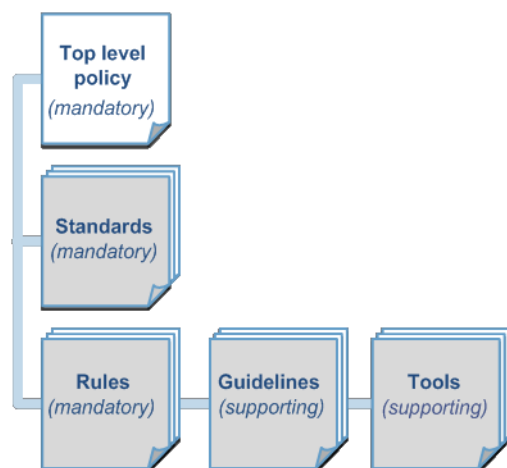 Top level
policy
(mandatory)
Standards
(mandatory)
Rules
(mandatory)
Guidelines
(supporting)
Tools
(supporting)